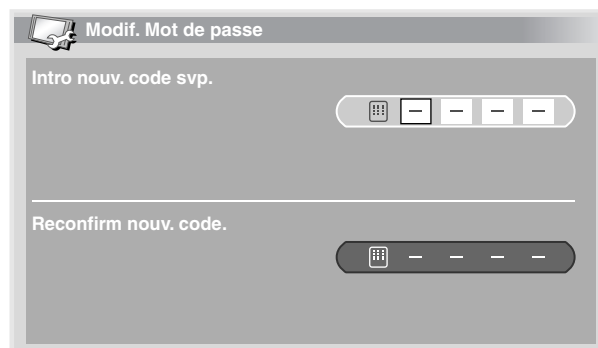 Modif. Mot de passe
Intro nouv. code svp.
– – – –
Reconfirm nouv. code.
– – – –